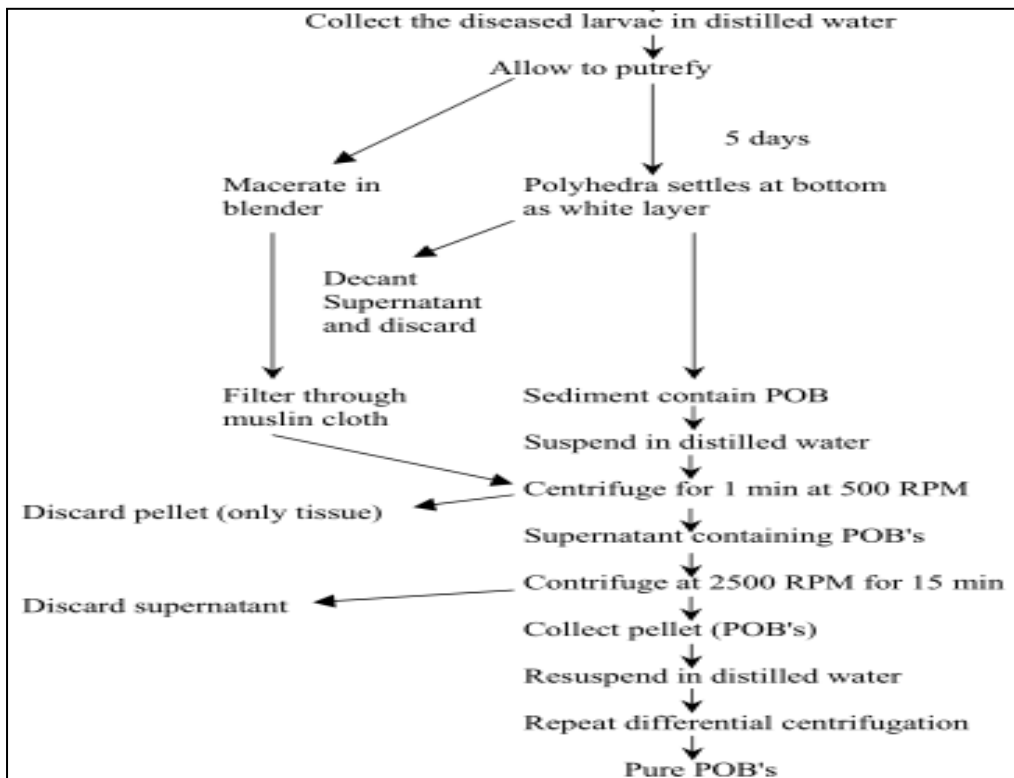 Collect the diseased larvae in distilled water
Allow to putrefy
5 days
Macerate in
blender
Polyhedra settles at bottom
as white layer
Decant
Supernatant
and discard
Filter through
muslin cloth
Sediment contain POB
Suspend in distilled water
Centrifuge for 1 min at 500 RPM
Discard pellet (only tissue)
Supernatant containing POB's
Contrifuge at 2500 RPM for 15 min
Discard supernatant
Collect pellet (POB's)
Resuspend in distilled water
Repeat differential centrifugation
Pure POB's